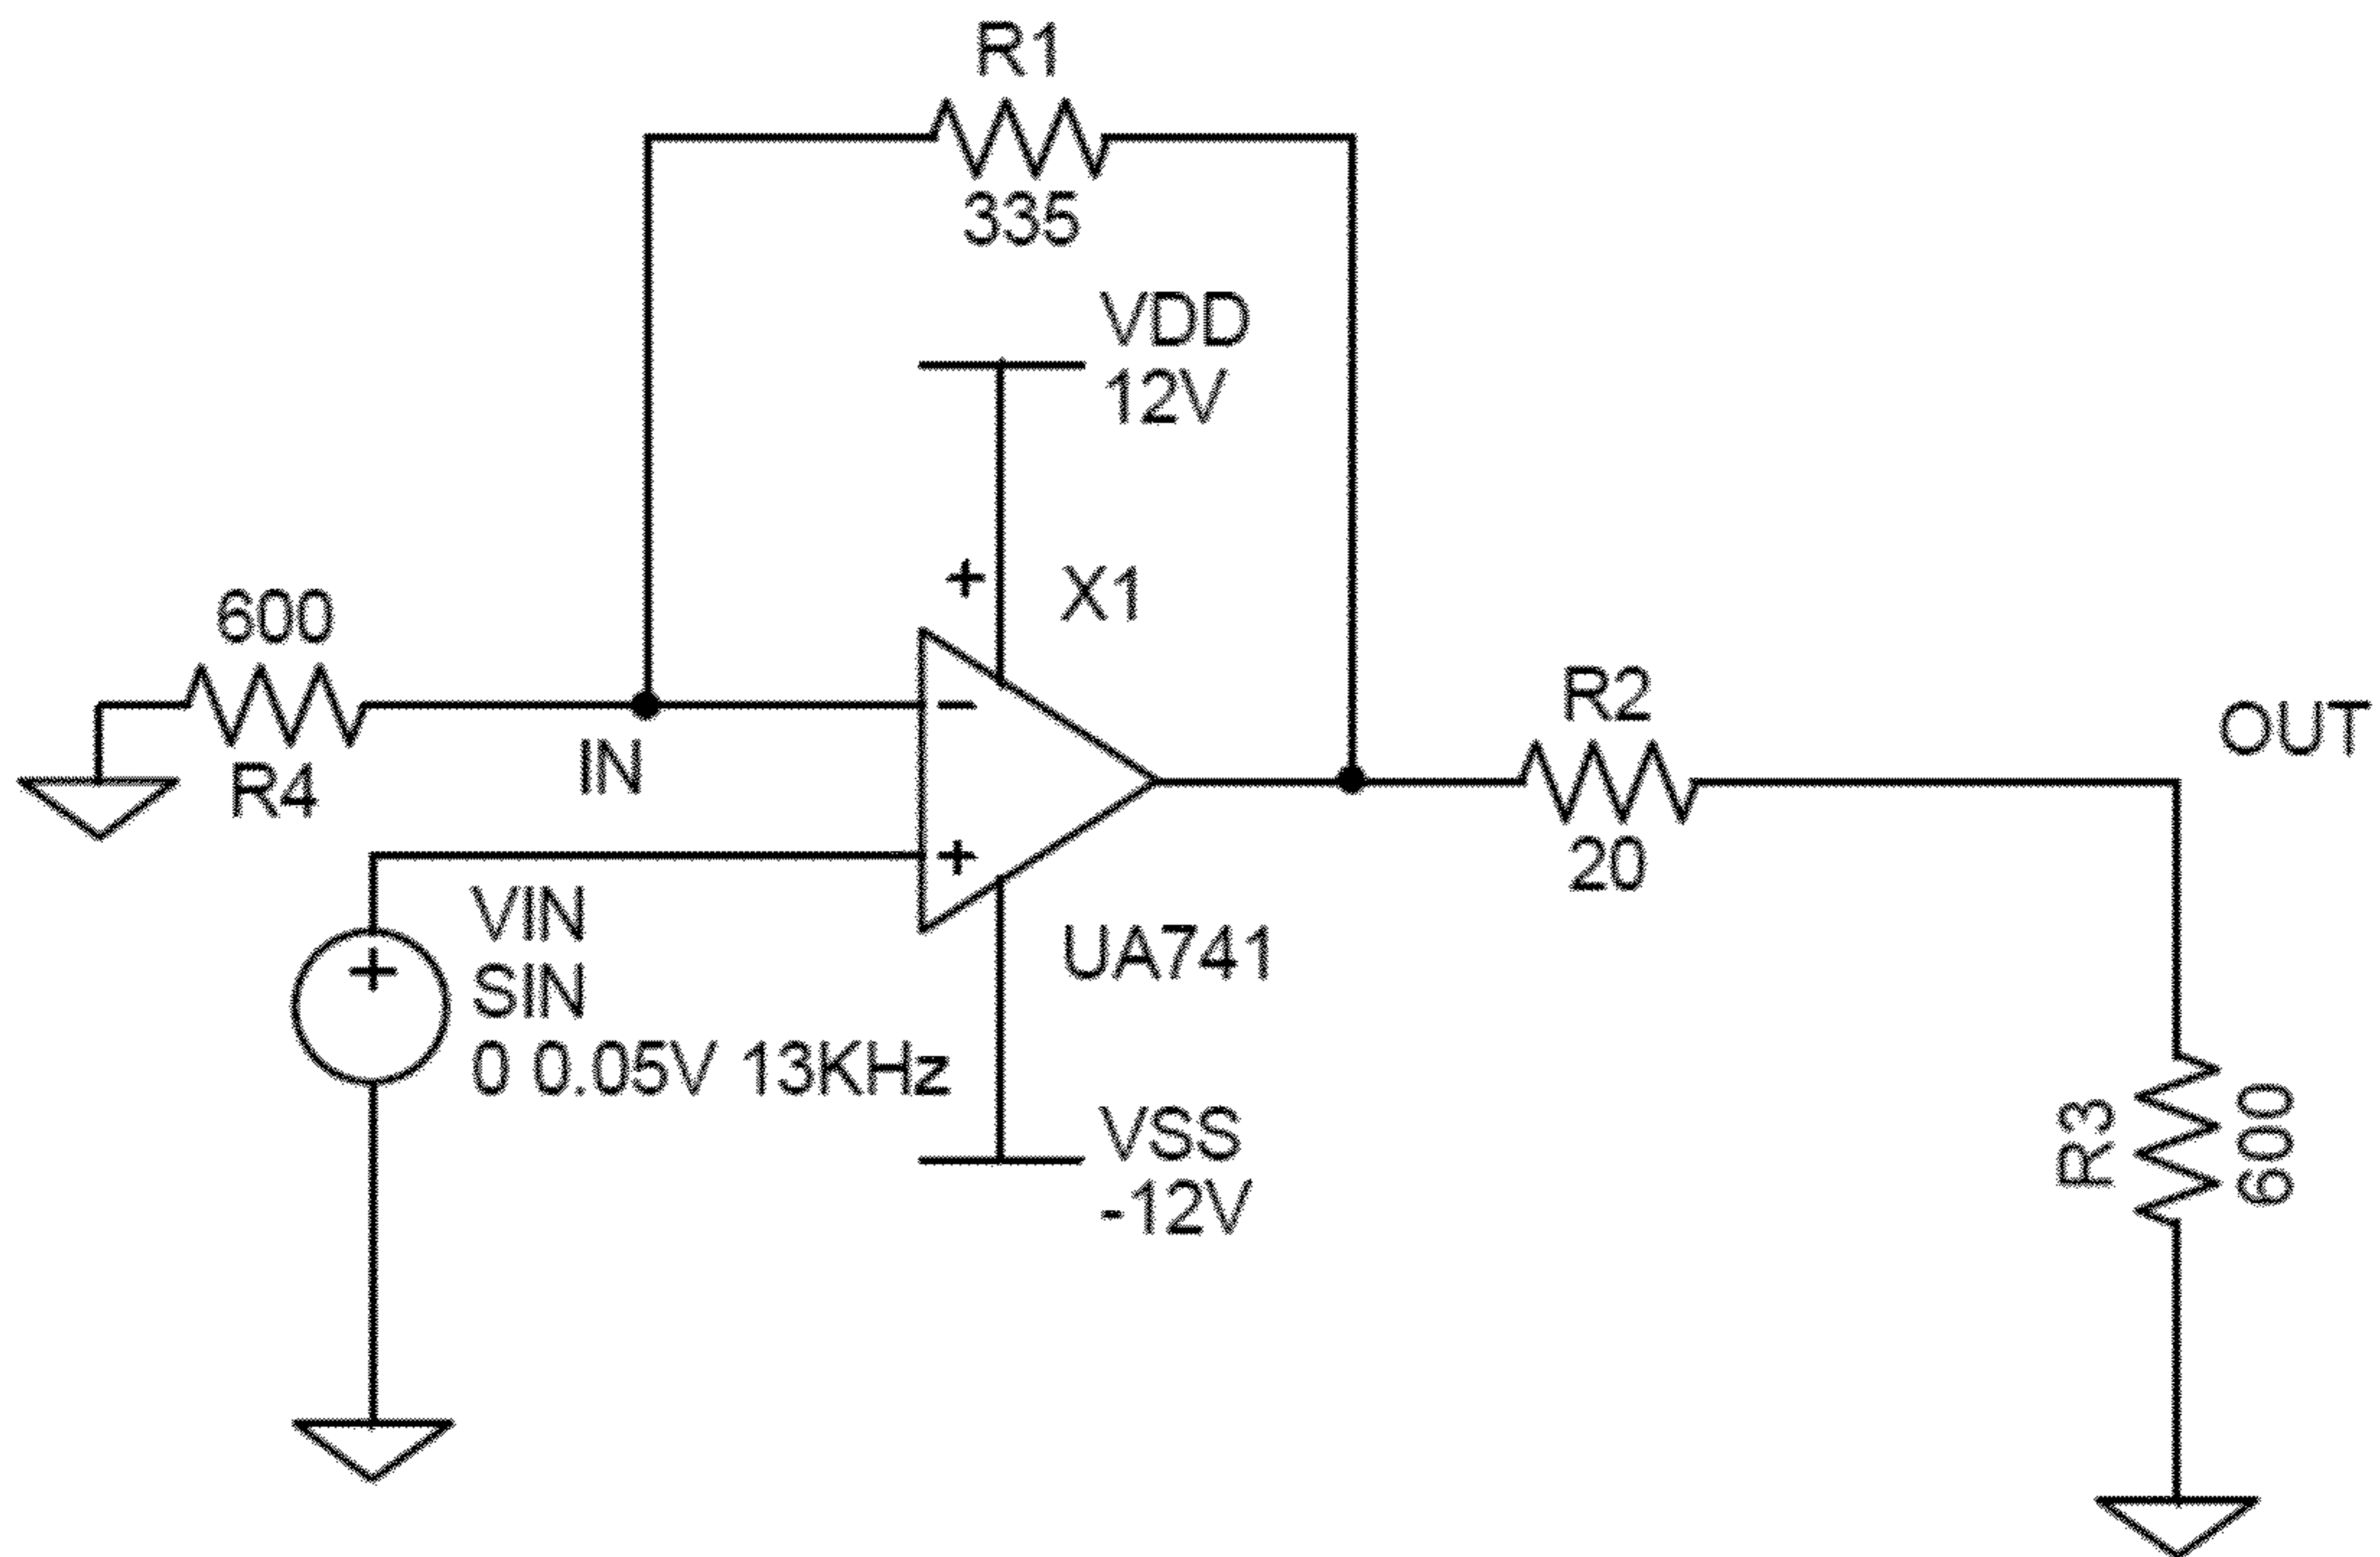 R1
335
VDD
12V
+
X1
600
R4
IN
-
+
R2
20
OUT
VIN
SIN
0 0.05V 13KHz
+
UA741
VSS
-12V
R3
600